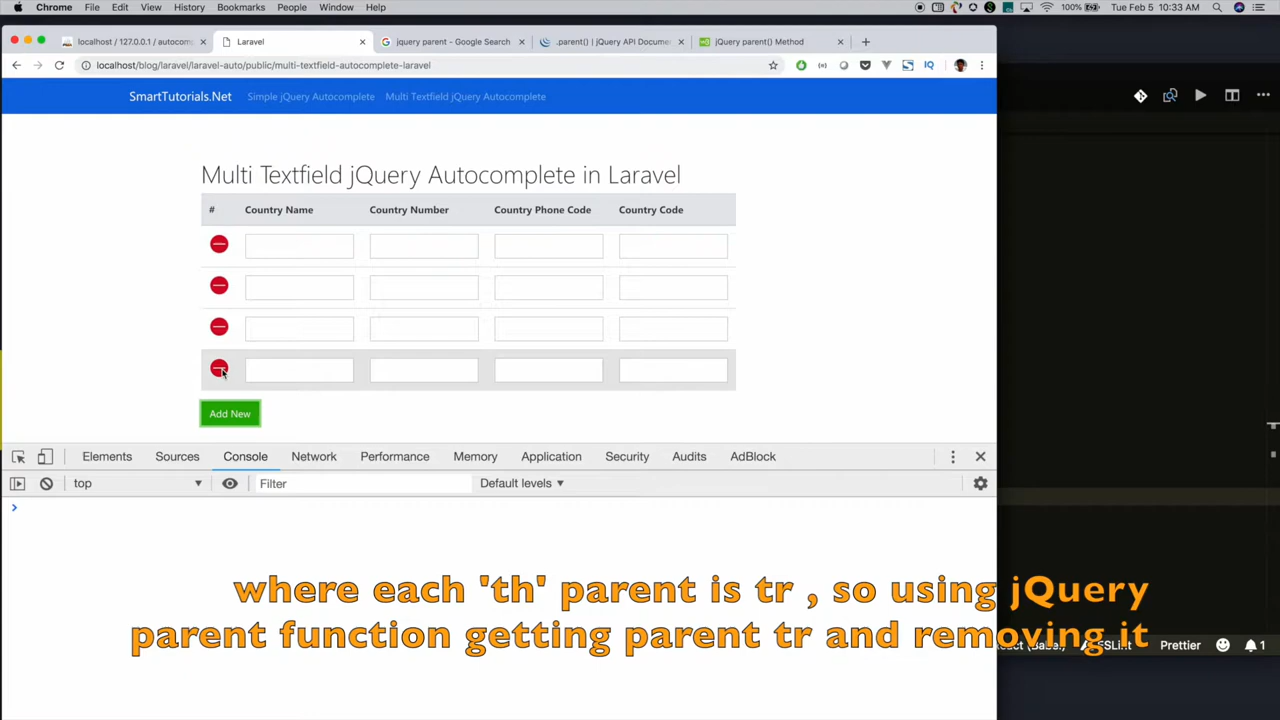 Chrome File Edit View History Bookmarks People Window Help 100% Tue Feb 5 10:33 AM
localhost / 127.0.0.1 / autocom Laravel jquery parent - Google Search .parent() | jQuery API Docume jQuery parent() Method
localhost/blog/laravel/laravel-auto/public/multi-textfield-autocomplete-laravel IQ
SmartTutorials.Net Simple jQuery Autocomplete Multi Textfield jQuery Autocomplete
Multi Textfield jQuery Autocomplete in Laravel
# Country Name Country Number Country Phone Code Country Code
Add New
Elements Sources Console Network Performance Memory Application Security Audits AdBlock
top Filter Default levels
where each 'th' parent is tr , so using jQuery
parent function getting parent tr and removing it
Prettier 1